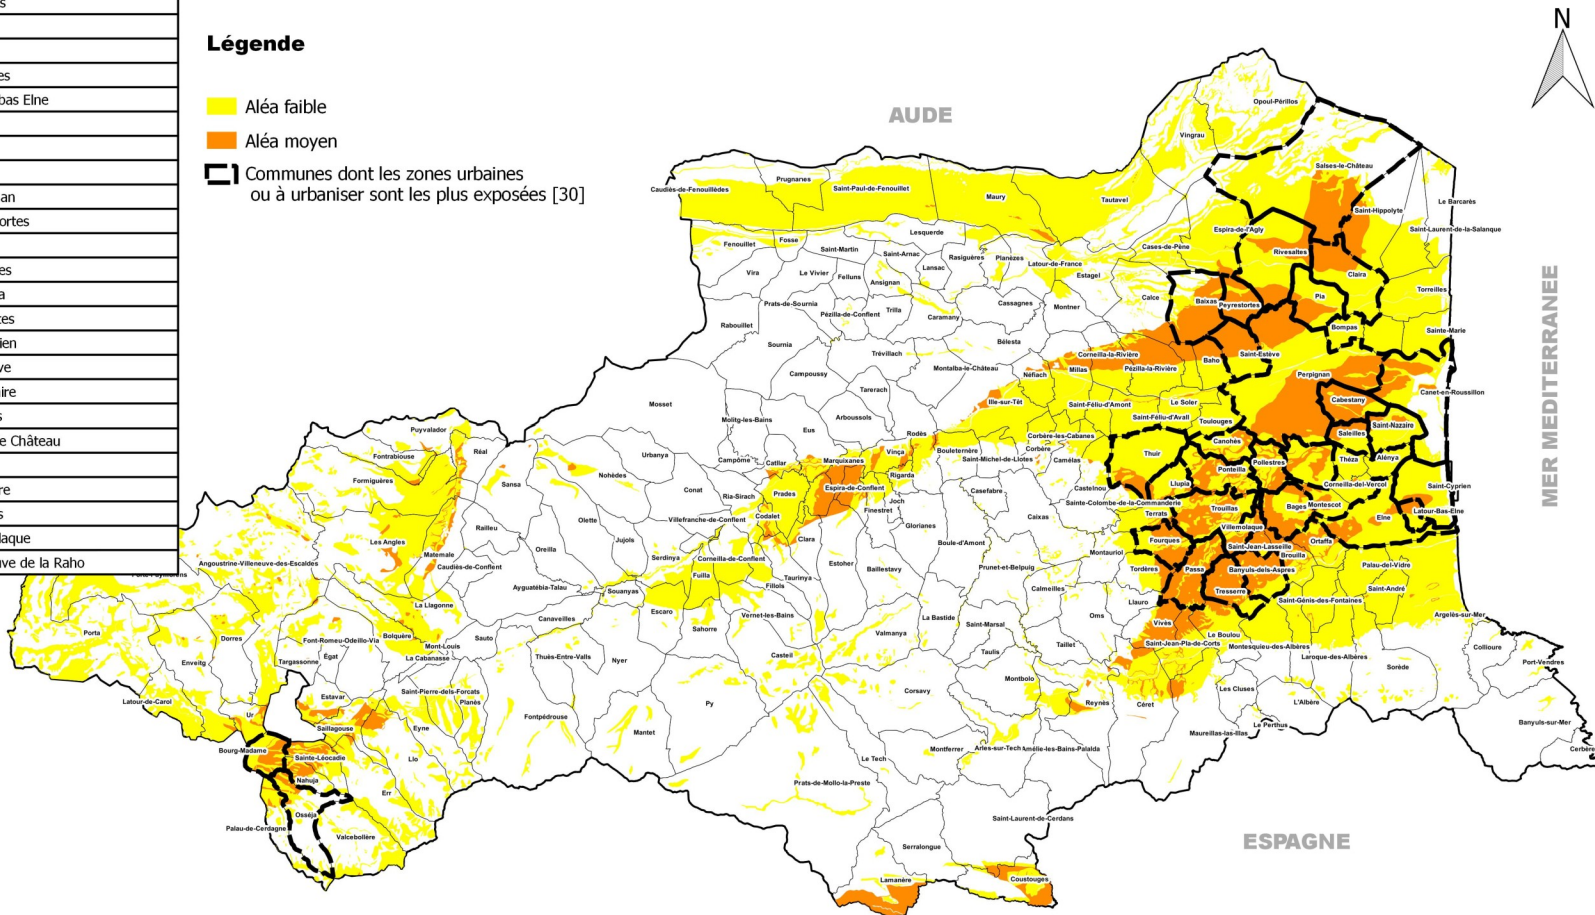 s
es
bas Elne
an
ortes
es
a
tes
ien
ve
aire
s
e Château
re
s
laque
uve de la Raho
Légende
Aléa faible
Aléa moyen
Communes dont les zones urbaines
ou à urbaniser sont les plus exposées [30]
N
AUDE
MER MEDITERRANEE
ESPAGNE
Opoul-Périllos
Vingrau
Salses-le-Château
Prugnanes
Caudiès-de-Fenouillèdes
Saint-Paul-de-Fenouillet
Maury
Tautavel
Le Barcarès
Saint-Hippolyte
Saint-Laurent-de-la-Salanque
Espira-de-l'Agly
Lesquerde
Fenouillet
Fosse
Saint-Martin
Cases-de-Pène
Rivesaltes
Saint-Arnac
Rasiguères
Planèzes
Latour-de-France
Lansac
Estagel
Claira
Vira
Le Vivier
Felluns
Ansignan
Torreilles
Calce
Baixas
Peyrestortes
Pia
Prats-de-Sournia
Cassagnes
Montner
Trilla
Pézilla-de-Conflent
Caramany
Rabouillet
Bompas
Sainte-Marie
Sournia
Bélesta
Trévillach
Corneilla-la-Rivière
Saint-Estève
Baho
Montalba-le-Château
Millas
Pézilla-la-Rivière
Campoussy
Néfiach
Perpignan
Tarerach
Canet-en-Roussillon
Cabestany
Mosset
Ille-sur-Têt
Saint-Féliu-d'Amont
Le Soler
Arboussols
Saint-Féliu-d'Avall
Molitg-les-Bains
Toulouges
Saint-Nazaire
Puyvalador
Eus
Rodès
Saleilles
Corbère-les-Cabanes
Canohès
Réal
Corbère
Bouleternère
Vinça
Urbanya
Fontrabiouse
Thuir
Campôme
Catllar
Marquixanes
Saint-Michel-de-Llotes
Camélas
Pollestres
Théza
Alénya
Ponteilla
Nohèdes
Rigarda
Formiguères
Sansa
Llupia
Corneilla-del-Vercol
Saint-Cyprien
Conat
Prades
Espira-de-Conflent
Casefabre
Castelnou
Ria-Sirach
Joch
Sainte-Colombe-de-la-Commanderie
Finestret
Trouillas
Bages
Montescot
Latour-Bas-Elne
Terrats
Elne
Caixas
Codalet
Villefranche-de-Conflent
Olette
Railleu
Glorianes
Villemolaque
Jujols
Clara
Fourques
Ortaffa
Les Angles
Boule-d'Amont
Saint-Jean-Lasseille
Oreilla
Montauriol
Matemale
Brouilla
Serdinya
Corneilla-de-Conflent
Estoher
Angoustrine-Villeneuve-des-Escaldes
Caudiès-de-Conflent
Baillestavy
Prunet-et-Belpuig
Tordères
Passa
Banyuls-dels-Aspres
Palau-del-Vidre
Fuilla
Taurinya
Ayguatébia-Talau
Fillols
Souanyas
Calmeilles
Tresserre
Saint-André
La Llagonne
Llauro
Saint-Génis-des-Fontaines
Escaro
Vernet-les-Bains
Oms
Argelès-sur-Mer
Canaveilles
La Bastide
Vivès
Porta
Sahorre
Valmanya
Saint-Marsal
Le Boulou
Dorres
Font-Romeu-Odeillo-Via
Bolquère
Sauto
Saint-Jean-Pla-de-Corts
Montesquieu-des-Albères
Mont-Louis
Taillet
Collioure
Taulis
Égat
La Cabanasse
Thuès-Entre-Valls
Nyer
Casteil
Laroque-des-Albères
Enveitg
Targassonne
Port-Vendres
Sorède
Montbolo
Les Cluses
Saint-Pierre-dels-Forcats
Corsavy
Estavar
Latour-de-Carol
Planès
Py
Reynès
Céret
L'Albère
Ur
Fontpédrouse
Saillagouse
Eyne
Mantet
Le Perthus
Banyuls-sur-Mer
Maureillas-las-Illas
Montferrer
Arles-sur-Tech
Amélie-les-Bains-Palalda
Bourg-Madame
Sainte-Léocadie
Llo
Le Tech
Cerbère
Nahuja
Prats-de-Mollo-la-Preste
Err
Osséja
Saint-Laurent-de-Cerdans
Palau-de-Cerdagne
Valcebollère
Serralongue
Lamanère
Coustouges